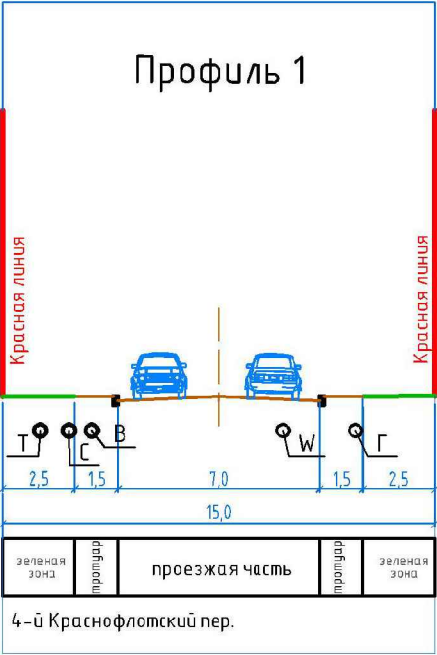 Профиль 1
Красная линия
Красная линия
Т
С
В
W
Г
2,5
1,5
7,0
1,5
2,5
15,0
зеленая
зона
тротуар
проезжая часть
тротуар
зеленая
зона
4-й Краснофлотский пер.